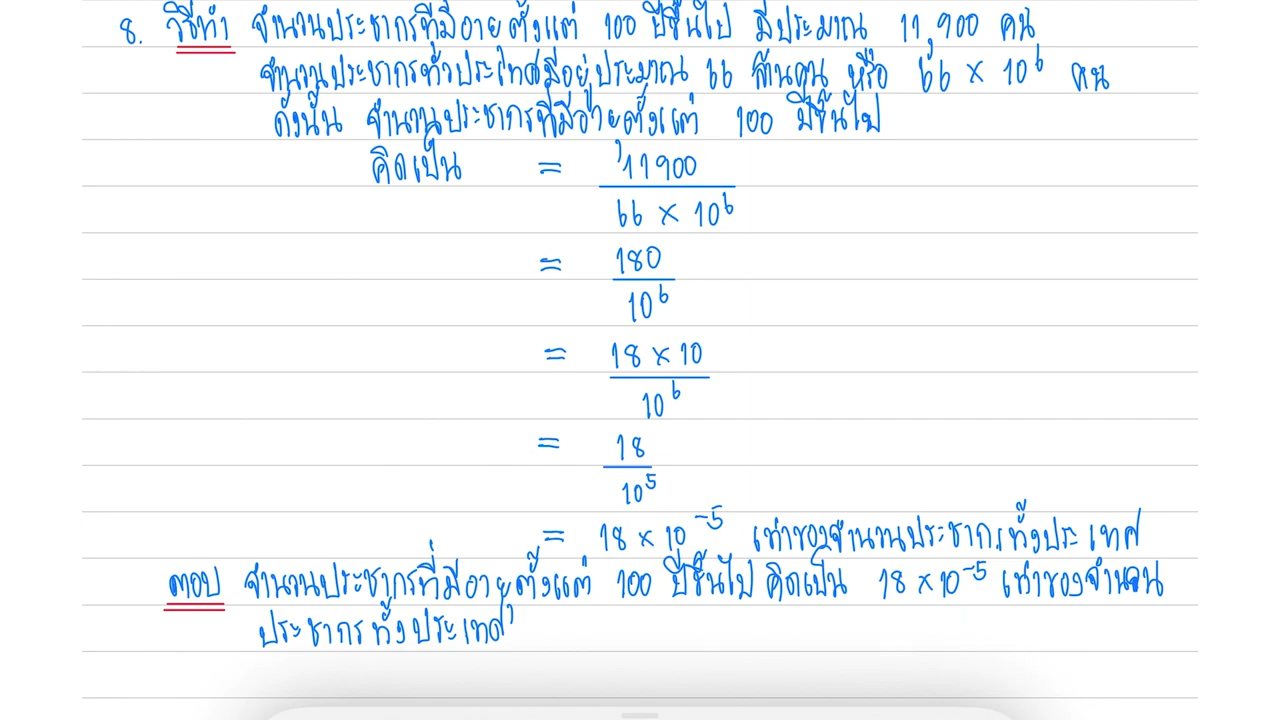 8. วิธีทำ จำนวนประชากรที่มีอายุตั้งแต่ 100 ปีขึ้นไป มีประมาณ 11,900 คน
จำนวนประชากรทั่วประเทศมีอยู่ประมาณ 66 ล้านคน หรือ 66 × 10⁶ คน
ดังนั้น จำนวนประชากรที่มีอายุตั้งแต่ 100 ปีขึ้นไป
คิดเป็น = 11900 / 66 × 10⁶
= 180 / 10⁶
= 18 × 10 / 10⁶
= 18 / 10⁵
= 18 × 10⁻⁵ เท่าของจำนวนประชากรทั้งประเทศ
ตอบ จำนวนประชากรที่มีอายุตั้งแต่ 100 ปีขึ้นไป คิดเป็น 18 × 10⁻⁵ เท่าของจำนวน
ประชากรทั้งประเทศ